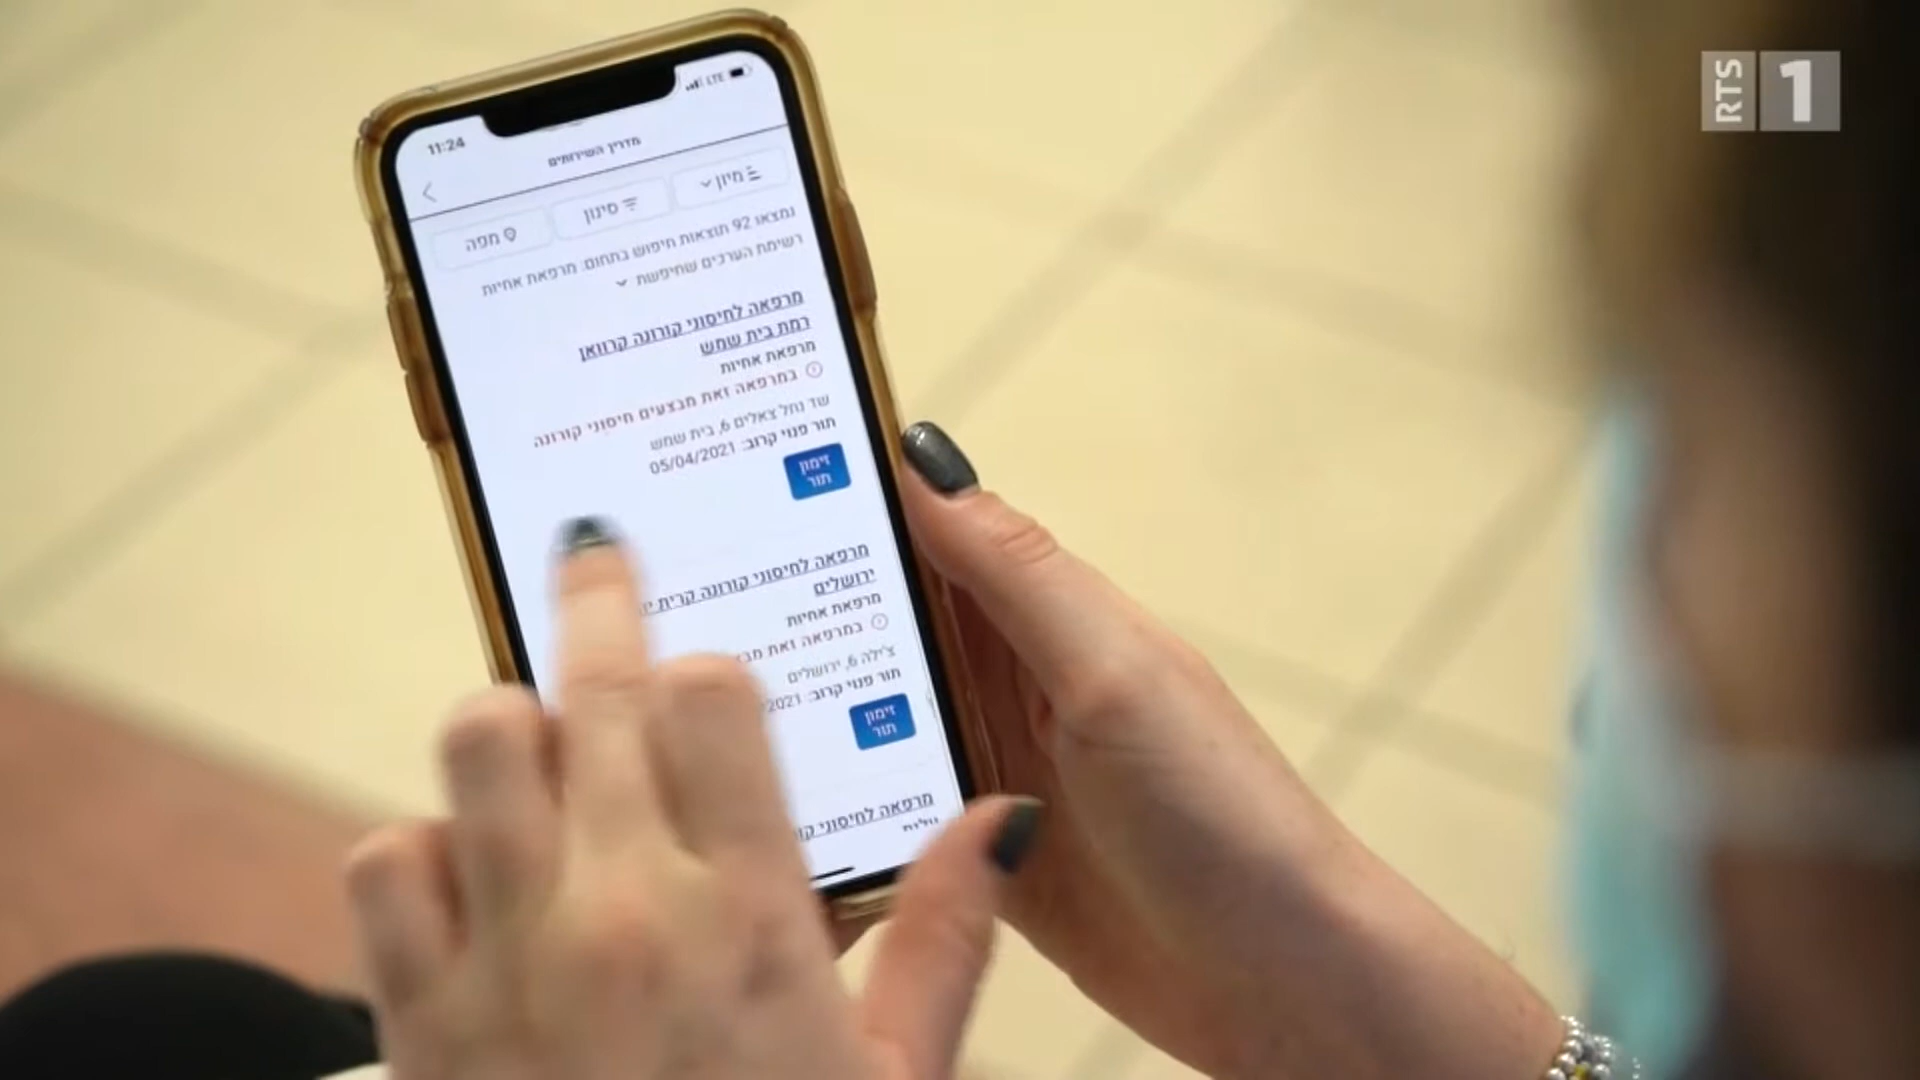 RTS 1
11:24
LTE
מדריך השירותים
מיון
סינון
מפה
נמצאו 92 תוצאות חיפוש בתחום: מרפאת אחיות
רשימת הערכים שחיפשת
מרפאה לחיסוני קורונה קרוואן
רמת בית שמש
מרפאת אחיות
במרפאה זאת מבצעים חיסוני קורונה
שד נחל צאלים 6, בית שמש
תור פנוי קרוב: 05/04/2021
זימון
תור
מרפאה לחיסוני קורונה קרית
ירושלים
מרפאת אחיות
במרפאה זאת
צ'ילה 6, ירושלים
תור פנוי קרוב: 2021
זימון
תור
מרפאה לחיסוני